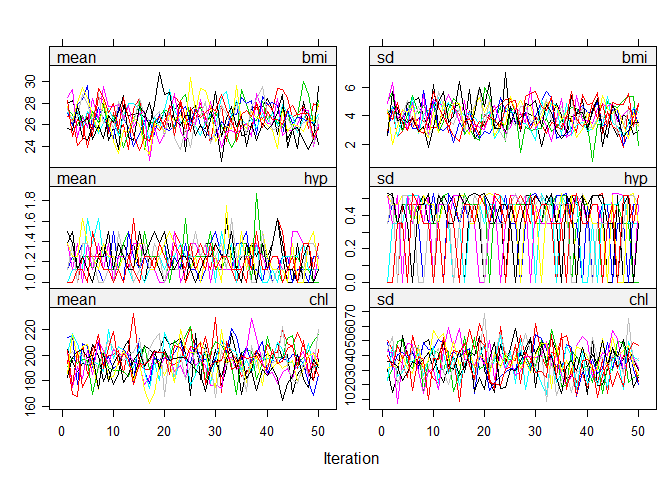 mean bmi
sd bmi
24 26 28 30
2 4 6
mean hyp
sd hyp
1.0 1.2 1.4 1.6 1.8
0.0 0.2 0.4
mean chl
sd chl
160 180 200 220
10 20 30 40 50 60 70
0 10 20 30 40 50
0 10 20 30 40 50
Iteration